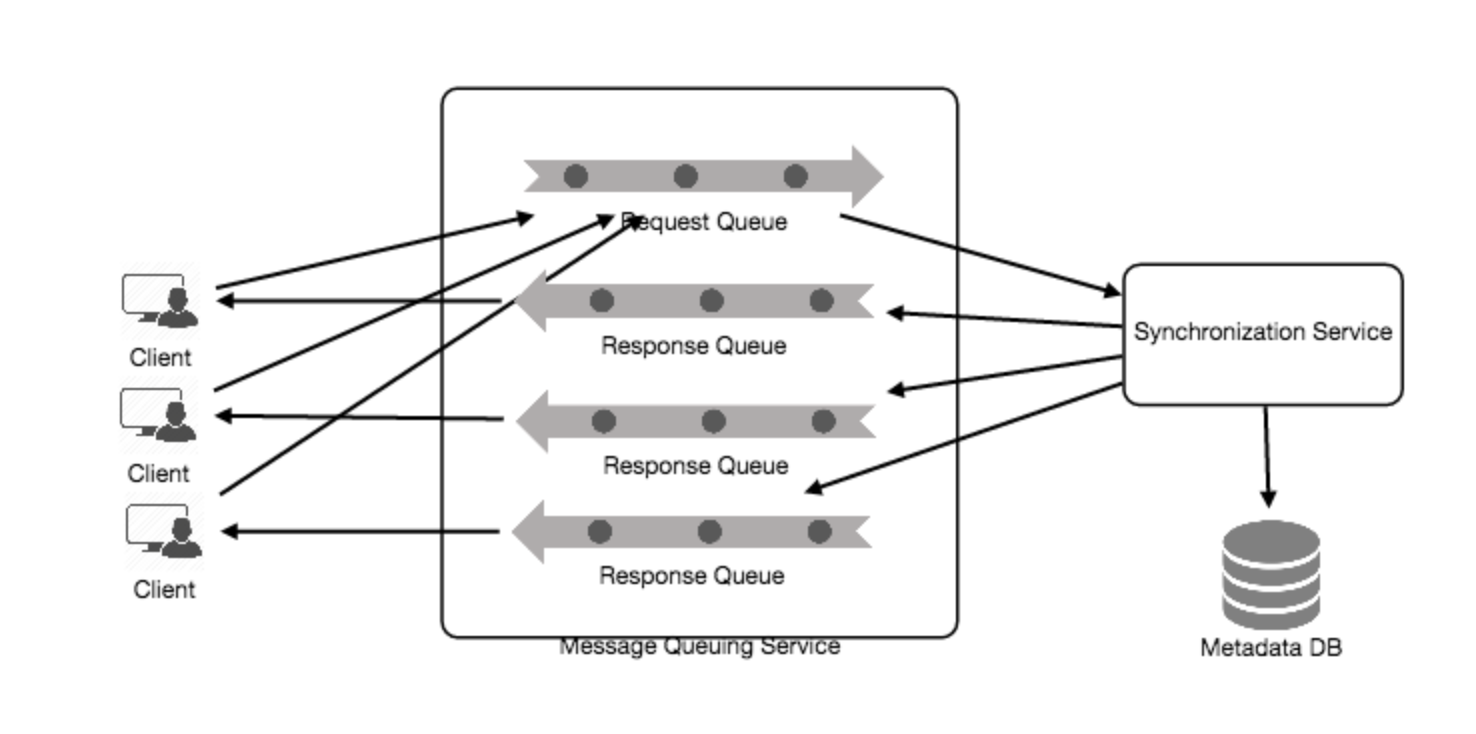 Request Queue
Client
Response Queue
Synchronization Service
Client
Response Queue
Client
Response Queue
Message Queuing Service
Metadata DB